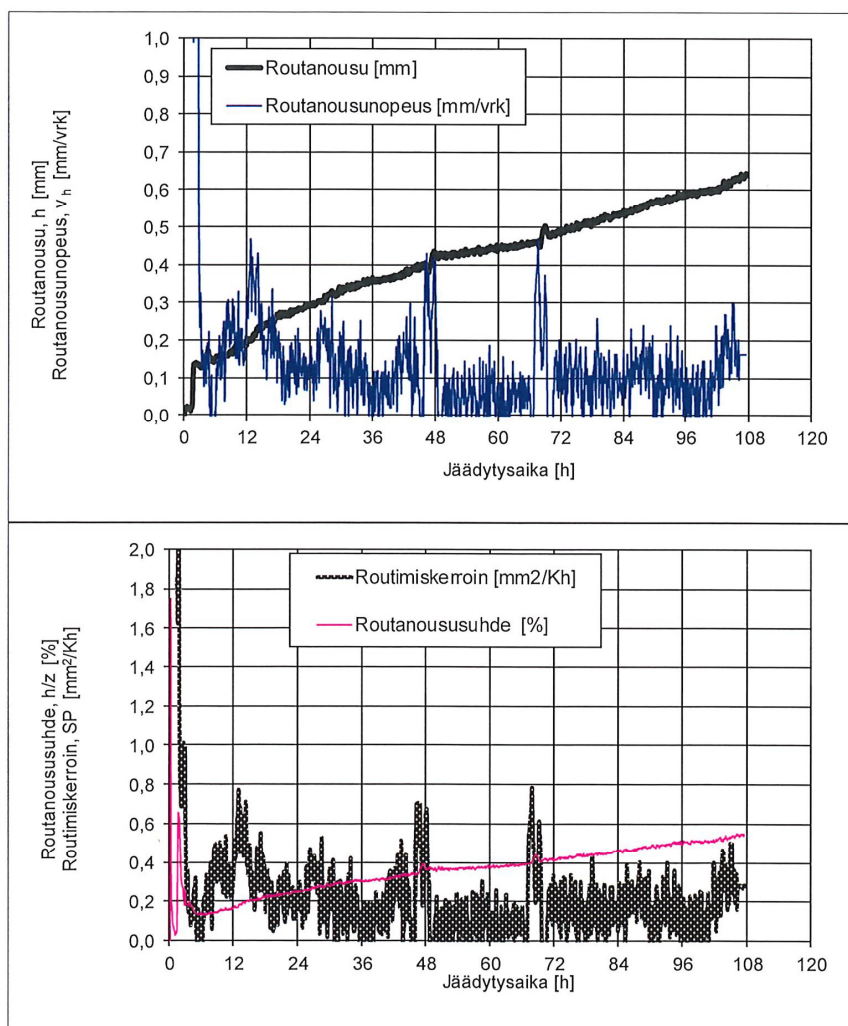 Routanousu, h [mm]
Routanousunopeus, v h [mm/vrk]
1,0
0,9
0,8
0,7
0,6
0,5
0,4
0,3
0,2
0,1
0,0
Routanousu [mm]
Routanousunopeus [mm/vrk]
0 12 24 36 48 60 72 84 96 108 120
Jäädytysaika [h]
Routanoususuhde, h/z [%]
Routimiskerroin, SP [mm²/Kh]
2,0
1,8
1,6
1,4
1,2
1,0
0,8
0,6
0,4
0,2
0,0
Routimiskerroin [mm2/Kh]
Routanoususuhde [%]
0 12 24 36 48 60 72 84 96 108 120
Jäädytysaika [h]